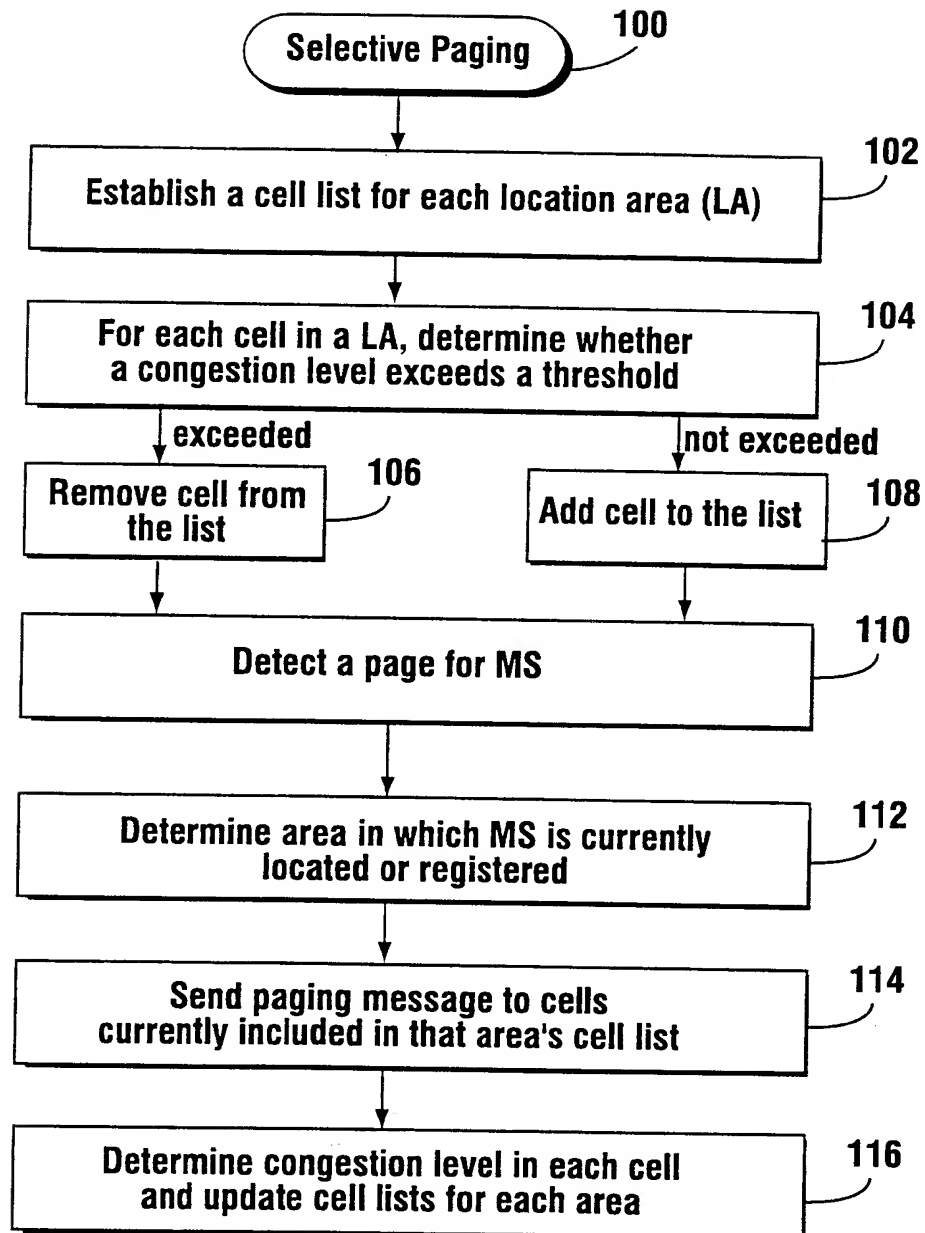 Selective Paging
100
102
Establish a cell list for each location area (LA)
104
For each cell in a LA, determine whether
a congestion level exceeds a threshold
exceeded
not exceeded
106
Remove cell from
the list
108
Add cell to the list
110
Detect a page for MS
112
Determine area in which MS is currently
located or registered
114
Send paging message to cells
currently included in that area's cell list
116
Determine congestion level in each cell
and update cell lists for each area